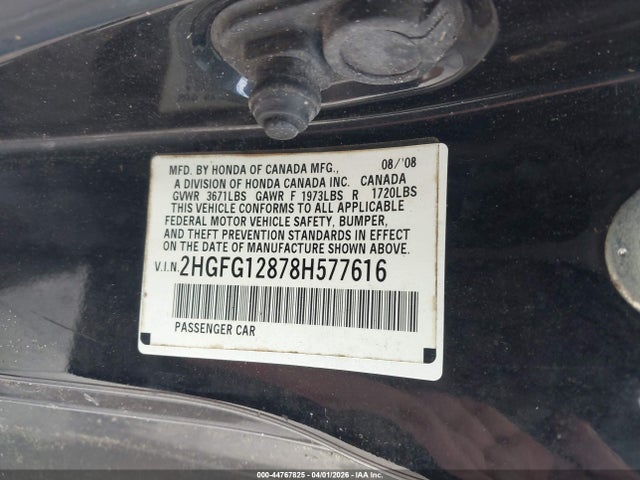 MFD. BY HONDA OF CANADA MFG., 08/'08
A DIVISION OF HONDA CANADA INC. CANADA
GVWR 3671LBS GAWR F 1973LBS R 1720LBS
THIS VEHICLE CONFORMS TO ALL APPLICABLE
FEDERAL MOTOR VEHICLE SAFETY, BUMPER,
AND THEFT PREVENTION STANDARDS IN EFFECT
ON THE DATE OF MANUFACTURE SHOWN ABOVE.
V.I.N. 2HGFG12878H577616
PASSENGER CAR
000-44767825 | 04/01/2026 | IAA Inc.